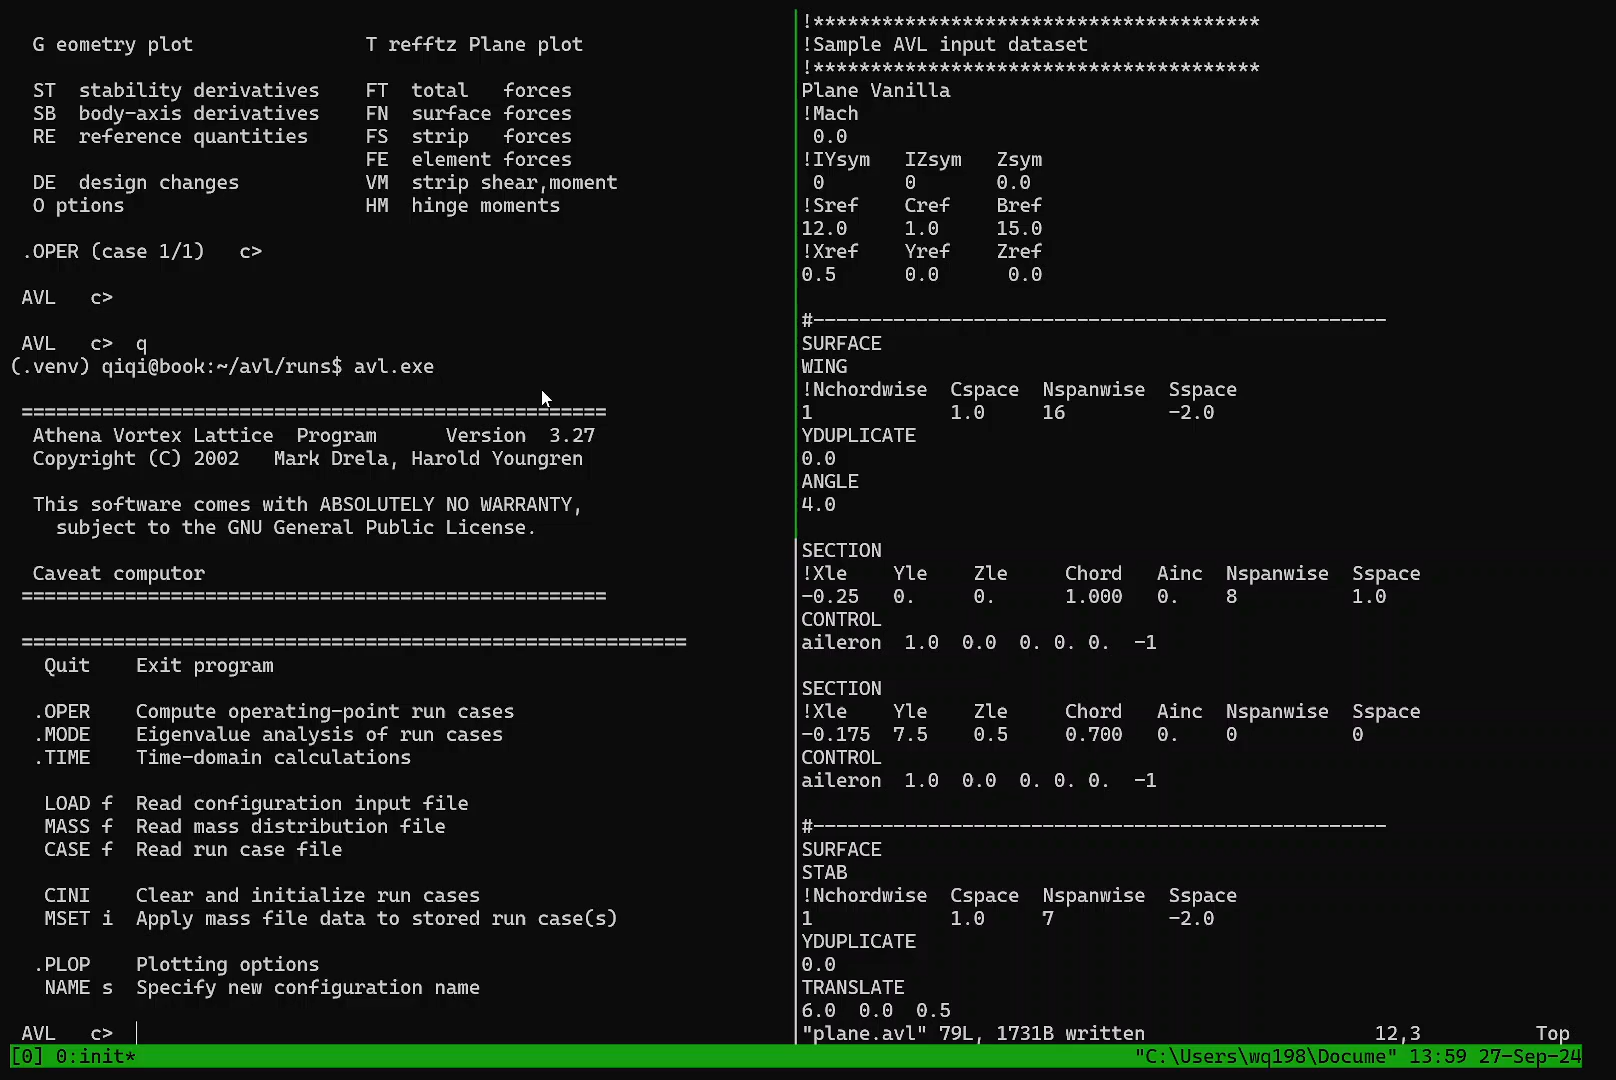 G eometry plot               T refftz Plane plot
ST  stability derivatives    FT  total   forces
SB  body-axis derivatives    FN  surface forces
RE  reference quantities     FS  strip   forces
FE  element forces
DE  design changes           VM  strip shear,moment
O ptions                     HM  hinge moments
.OPER (case 1/1)   c>
AVL   c>
AVL   c>  q
(.venv) qiqi@book:~/avl/runs$ avl.exe
===================================================
Athena Vortex Lattice  Program      Version  3.27
Copyright (C) 2002   Mark Drela, Harold Youngren
This software comes with ABSOLUTELY NO WARRANTY,
subject to the GNU General Public License.
Caveat computor
===================================================
==========================================================
Quit    Exit program
.OPER    Compute operating-point run cases
.MODE    Eigenvalue analysis of run cases
.TIME    Time-domain calculations
LOAD f  Read configuration input file
MASS f  Read mass distribution file
CASE f  Read run case file
CINI    Clear and initialize run cases
MSET i  Apply mass file data to stored run case(s)
.PLOP    Plotting options
NAME s  Specify new configuration name
AVL   c>
!***************************************
!Sample AVL input dataset
!***************************************
Plane Vanilla
!Mach
0.0
!IYsym   IZsym   Zsym
0       0       0.0
!Sref    Cref    Bref
12.0     1.0     15.0
!Xref    Yref    Zref
0.5      0.0      0.0
#--------------------------------------------------
SURFACE
WING
!Nchordwise  Cspace  Nspanwise  Sspace
1            1.0     16         -2.0
YDUPLICATE
0.0
ANGLE
4.0
SECTION
!Xle    Yle    Zle     Chord   Ainc  Nspanwise  Sspace
-0.25   0.     0.      1.000   0.    8          1.0
CONTROL
aileron  1.0  0.0  0. 0. 0.  -1
SECTION
!Xle    Yle    Zle     Chord   Ainc  Nspanwise  Sspace
-0.175  7.5    0.5     0.700   0.    0          0
CONTROL
aileron  1.0  0.0  0. 0. 0.  -1
#--------------------------------------------------
SURFACE
STAB
!Nchordwise  Cspace  Nspanwise  Sspace
1            1.0     7          -2.0
YDUPLICATE
0.0
TRANSLATE
6.0  0.0  0.5
"plane.avl" 79L, 1731B written                    12,3          Top
[0] 0:init*                    "C:\Users\wq198\Docume" 13:59 27-Sep-24